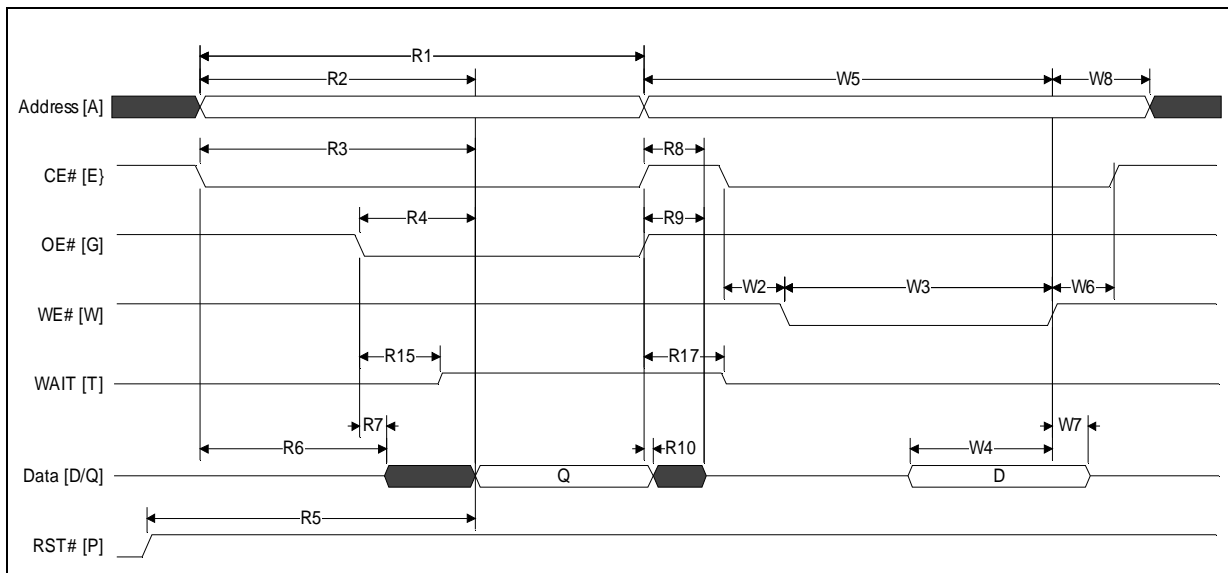 R1
R2
W5
W8
Address [A]
R3
R8
CE# [E}
R4
R9
OE# [G]
W2
W3
W6
WE# [W]
R15
R17
WAIT [T]
R7
W7
R6
R10
W4
Data [D/Q]
Q
D
R5
RST# [P]